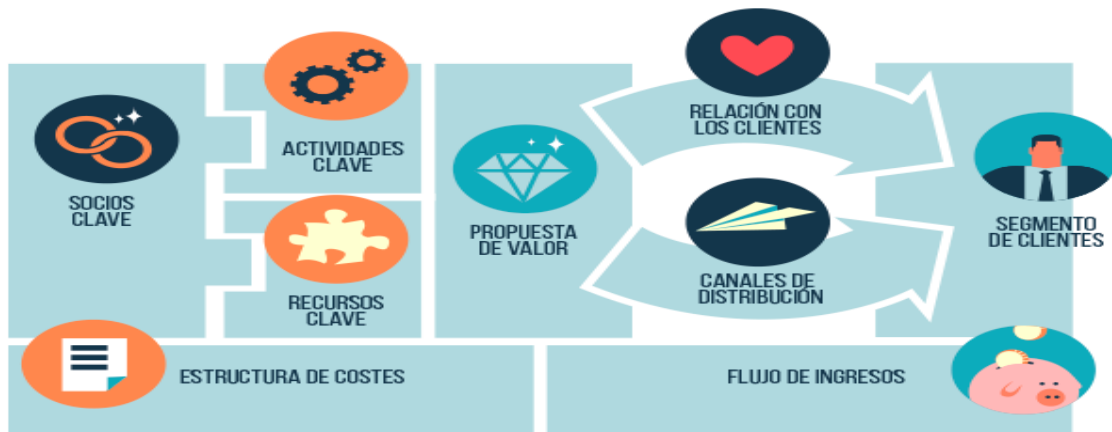 SOCIOS
CLAVE
ACTIVIDADES
CLAVE
RECURSOS
CLAVE
PROPUESTA
DE VALOR
RELACIÓN CON
LOS CLIENTES
CANALES DE
DISTRIBUCIÓN
SEGMENTO
DE CLIENTES
ESTRUCTURA DE COSTES
FLUJO DE INGRESOS